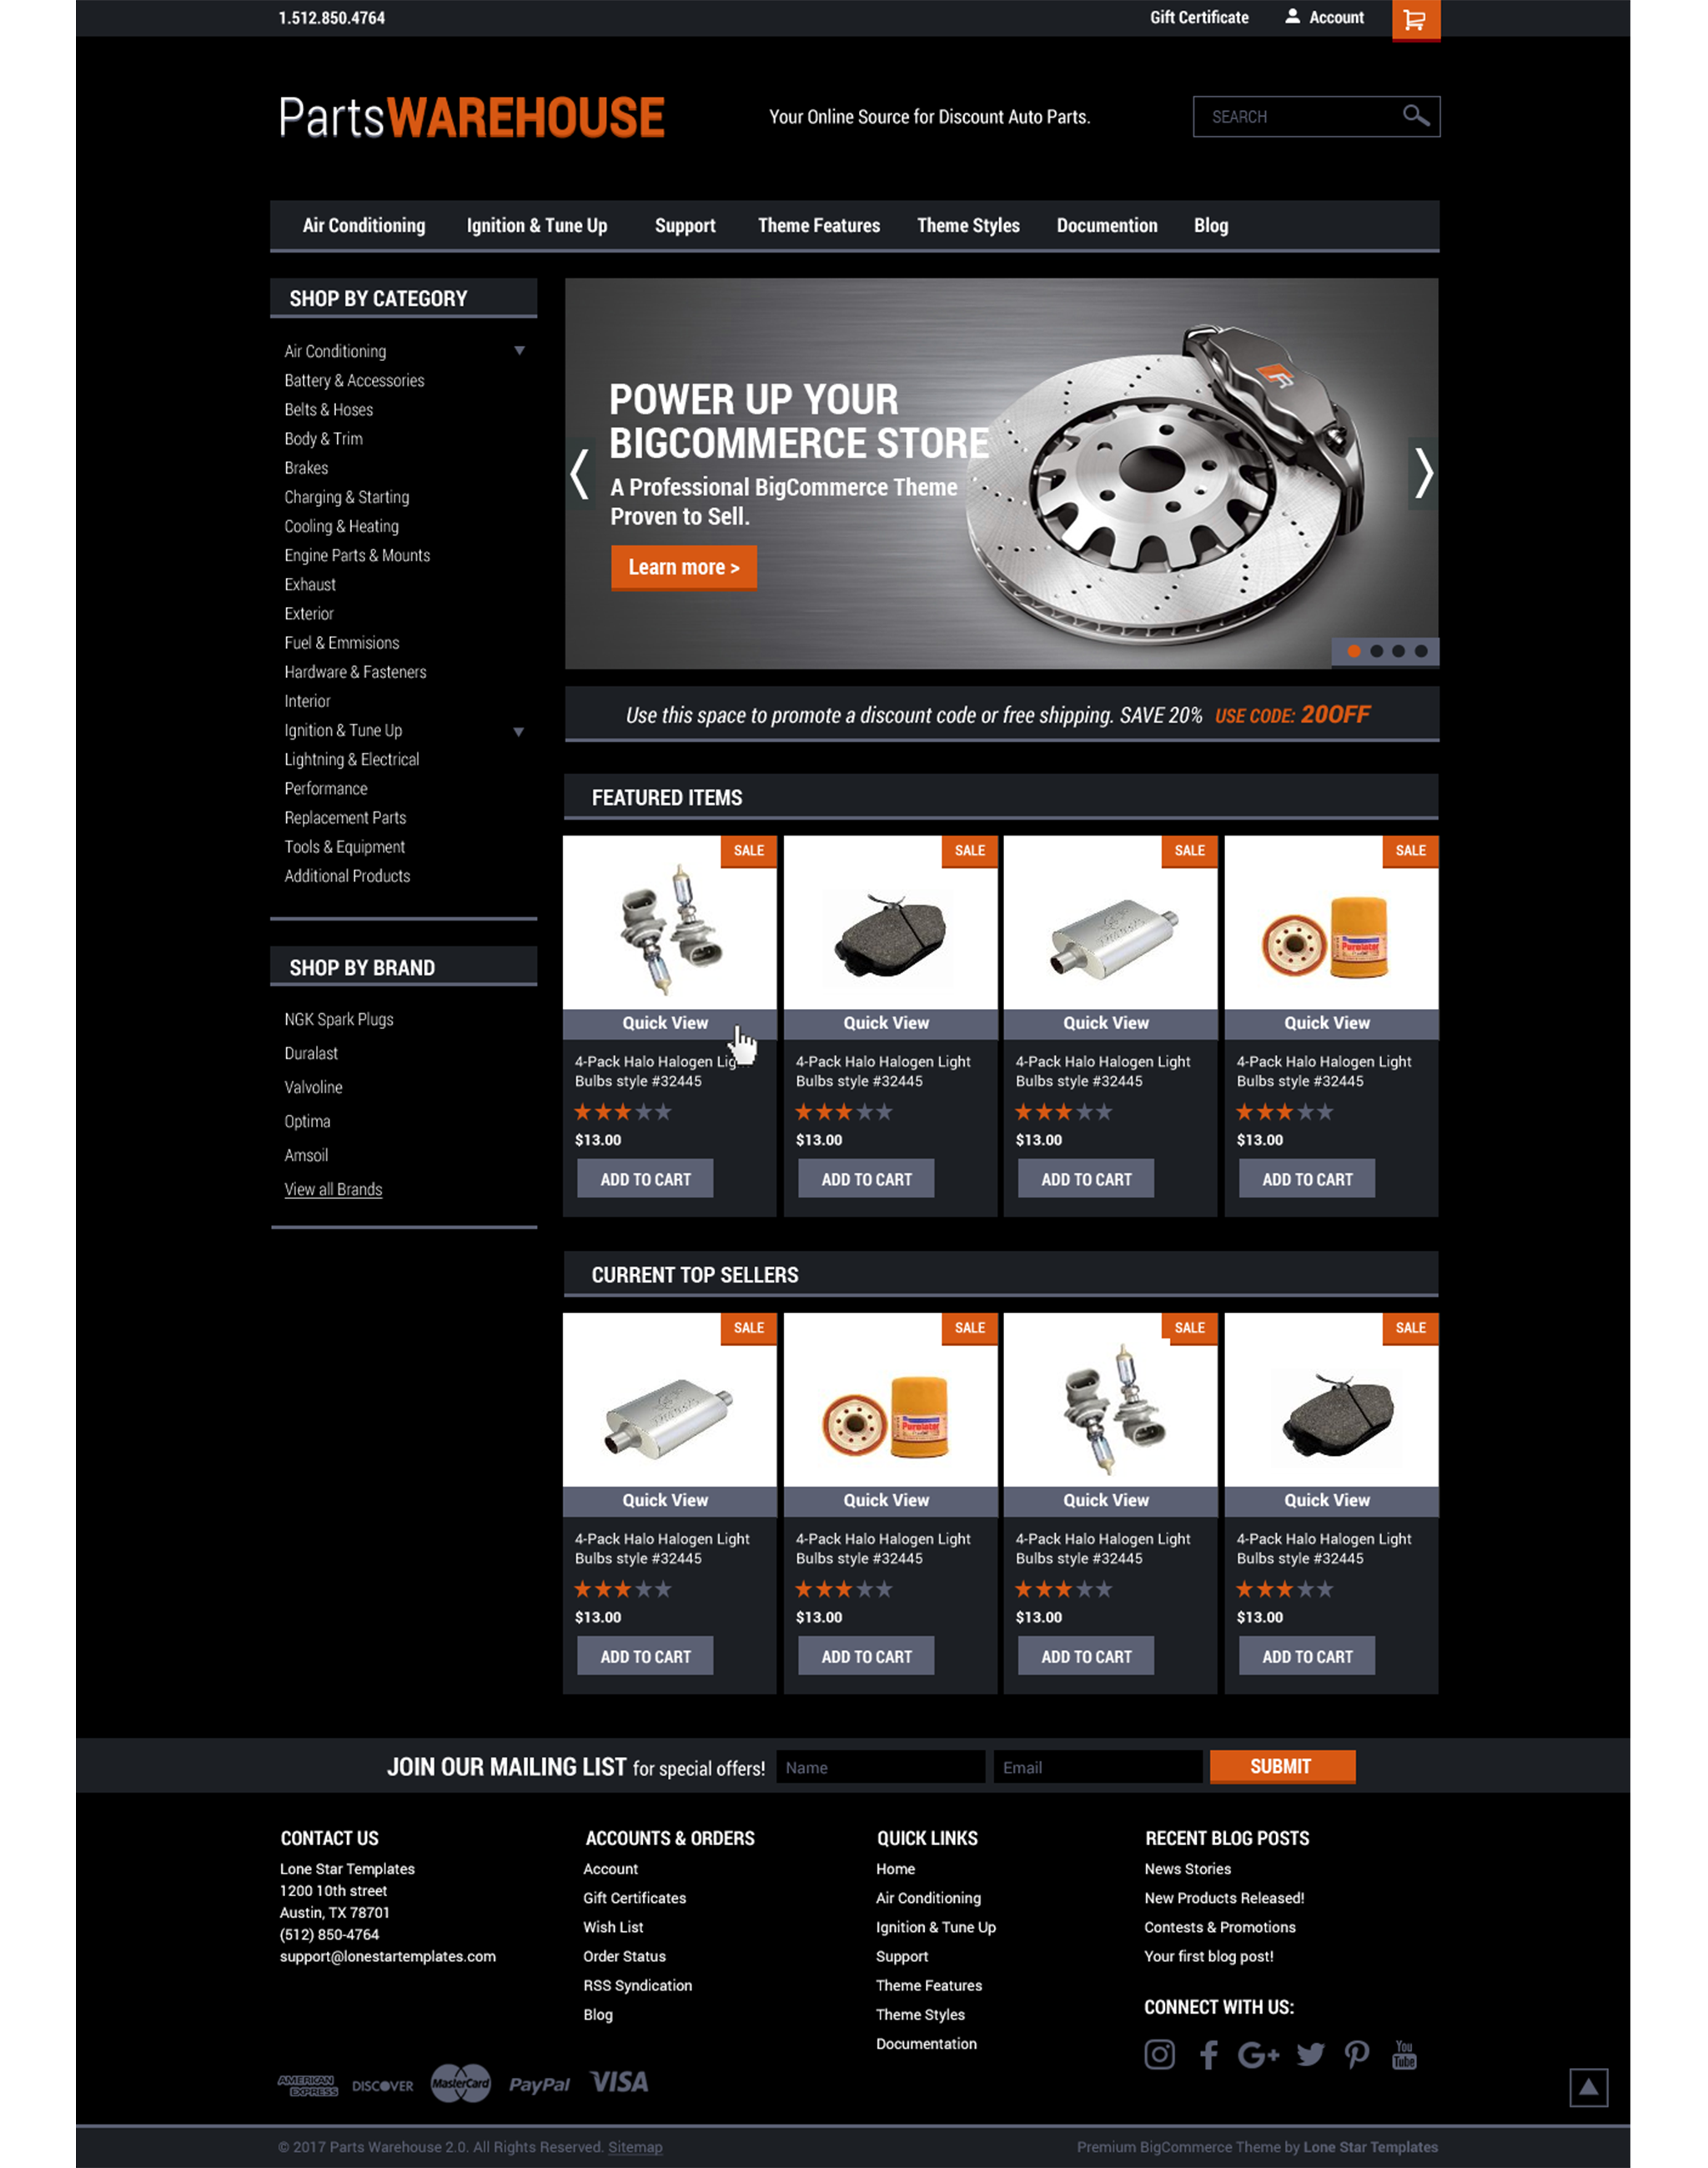 1.512.850.4764
Gift Certificate
Account
PartsWAREHOUSE
Your Online Source for Discount Auto Parts.
SEARCH
Air Conditioning
Ignition & Tune Up
Support
Theme Features
Theme Styles
Documention
Blog
SHOP BY CATEGORY
Air Conditioning
Battery & Accessories
Belts & Hoses
Body & Trim
Brakes
Charging & Starting
Cooling & Heating
Engine Parts & Mounts
Exhaust
Exterior
Fuel & Emmisions
Hardware & Fasteners
Interior
Ignition & Tune Up
Lightning & Electrical
Performance
Replacement Parts
Tools & Equipment
Additional Products
SHOP BY BRAND
NGK Spark Plugs
Duralast
Valvoline
Optima
Amsoil
View all Brands
POWER UP YOUR
BIGCOMMERCE STORE
A Professional BigCommerce Theme
Proven to Sell.
Learn more >
Use this space to promote a discount code or free shipping. SAVE 20% USE CODE: 20OFF
FEATURED ITEMS
SALE
SALE
SALE
SALE
Purolator
Quick View
Quick View
Quick View
Quick View
4-Pack Halo Halogen Lig
Bulbs style #32445
$13.00
ADD TO CART
4-Pack Halo Halogen Light
Bulbs style #32445
$13.00
ADD TO CART
4-Pack Halo Halogen Light
Bulbs style #32445
$13.00
ADD TO CART
4-Pack Halo Halogen Light
Bulbs style #32445
$13.00
ADD TO CART
CURRENT TOP SELLERS
SALE
SALE
SALE
SALE
Purolator
Quick View
Quick View
Quick View
Quick View
4-Pack Halo Halogen Light
Bulbs style #32445
$13.00
ADD TO CART
4-Pack Halo Halogen Light
Bulbs style #32445
$13.00
ADD TO CART
4-Pack Halo Halogen Light
Bulbs style #32445
$13.00
ADD TO CART
4-Pack Halo Halogen Light
Bulbs style #32445
$13.00
ADD TO CART
JOIN OUR MAILING LIST for special offers!
Name
Email
SUBMIT
CONTACT US
Lone Star Templates
1200 10th street
Austin, TX 78701
(512) 850-4764
support@lonestartemplates.com
ACCOUNTS & ORDERS
Account
Gift Certificates
Wish List
Order Status
RSS Syndication
Blog
QUICK LINKS
Home
Air Conditioning
Ignition & Tune Up
Support
Theme Features
Theme Styles
Documentation
RECENT BLOG POSTS
News Stories
New Products Released!
Contests & Promotions
Your first blog post!
CONNECT WITH US:
G+
You
Tube
AMERICAN
EXPRESS
DISCOVER
MasterCard
PayPal
VISA
© 2017 Parts Warehouse 2.0. All Rights Reserved. Sitemap
Premium BigCommerce Theme by Lone Star Templates